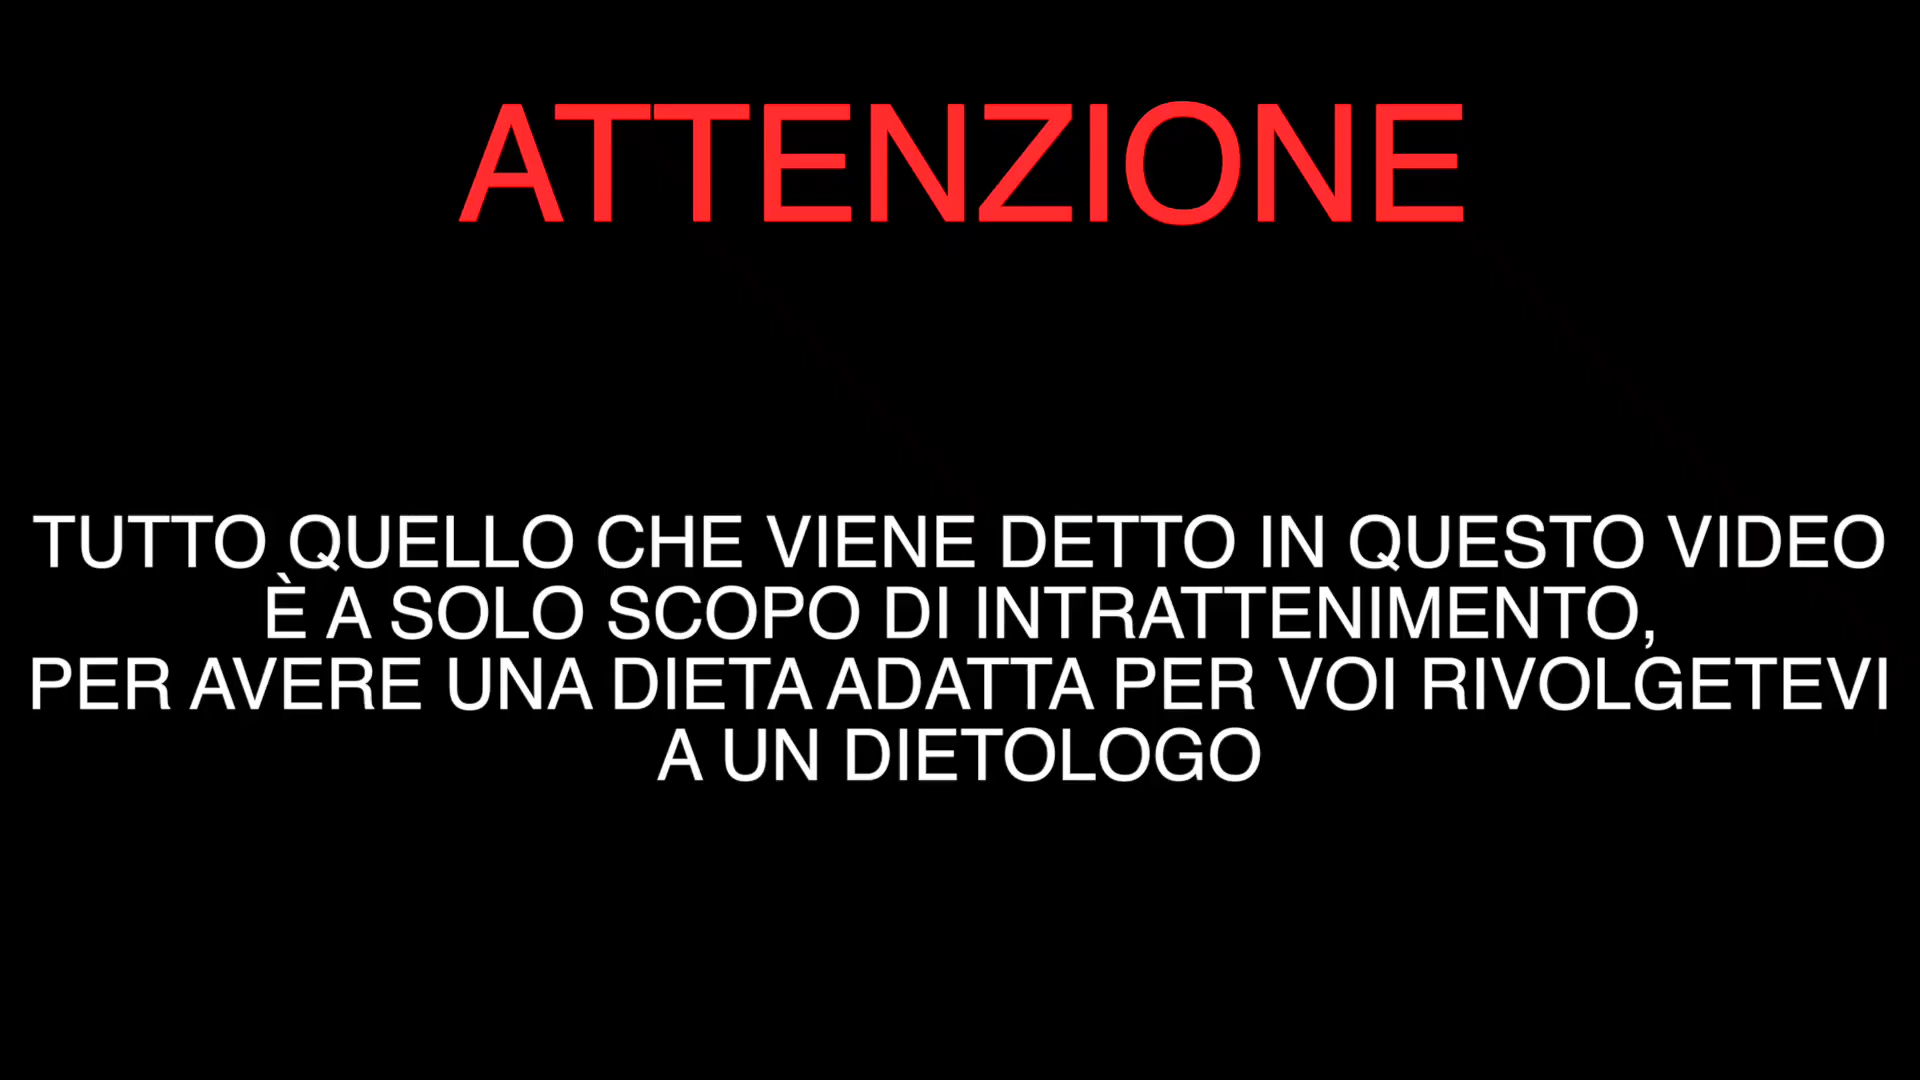 ATTENZIONE
TUTTO QUELLO CHE VIENE DETTO IN QUESTO VIDEO
È A SOLO SCOPO DI INTRATTENIMENTO,
PER AVERE UNA DIETA ADATTA PER VOI RIVOLGETEVI
A UN DIETOLOGO